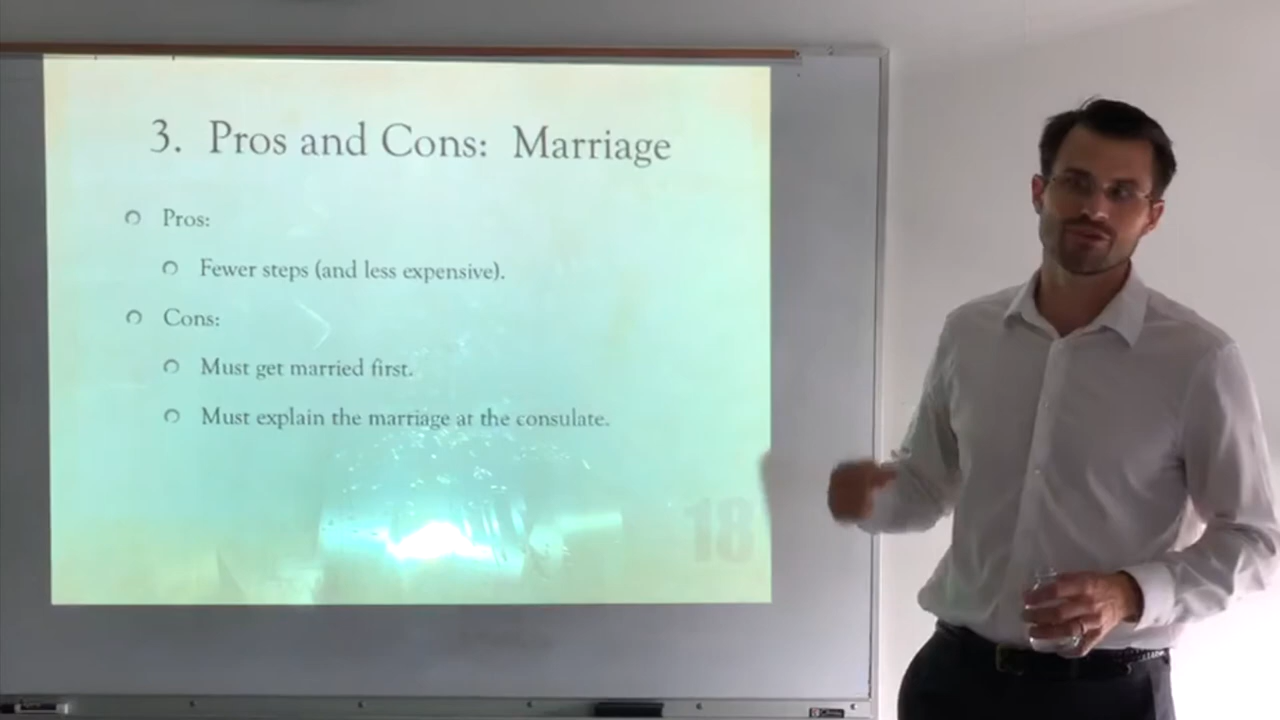 3. Pros and Cons: Marriage
Pros:
Fewer steps (and less expensive).
Cons:
Must get married first.
Must explain the marriage at the consulate.
18